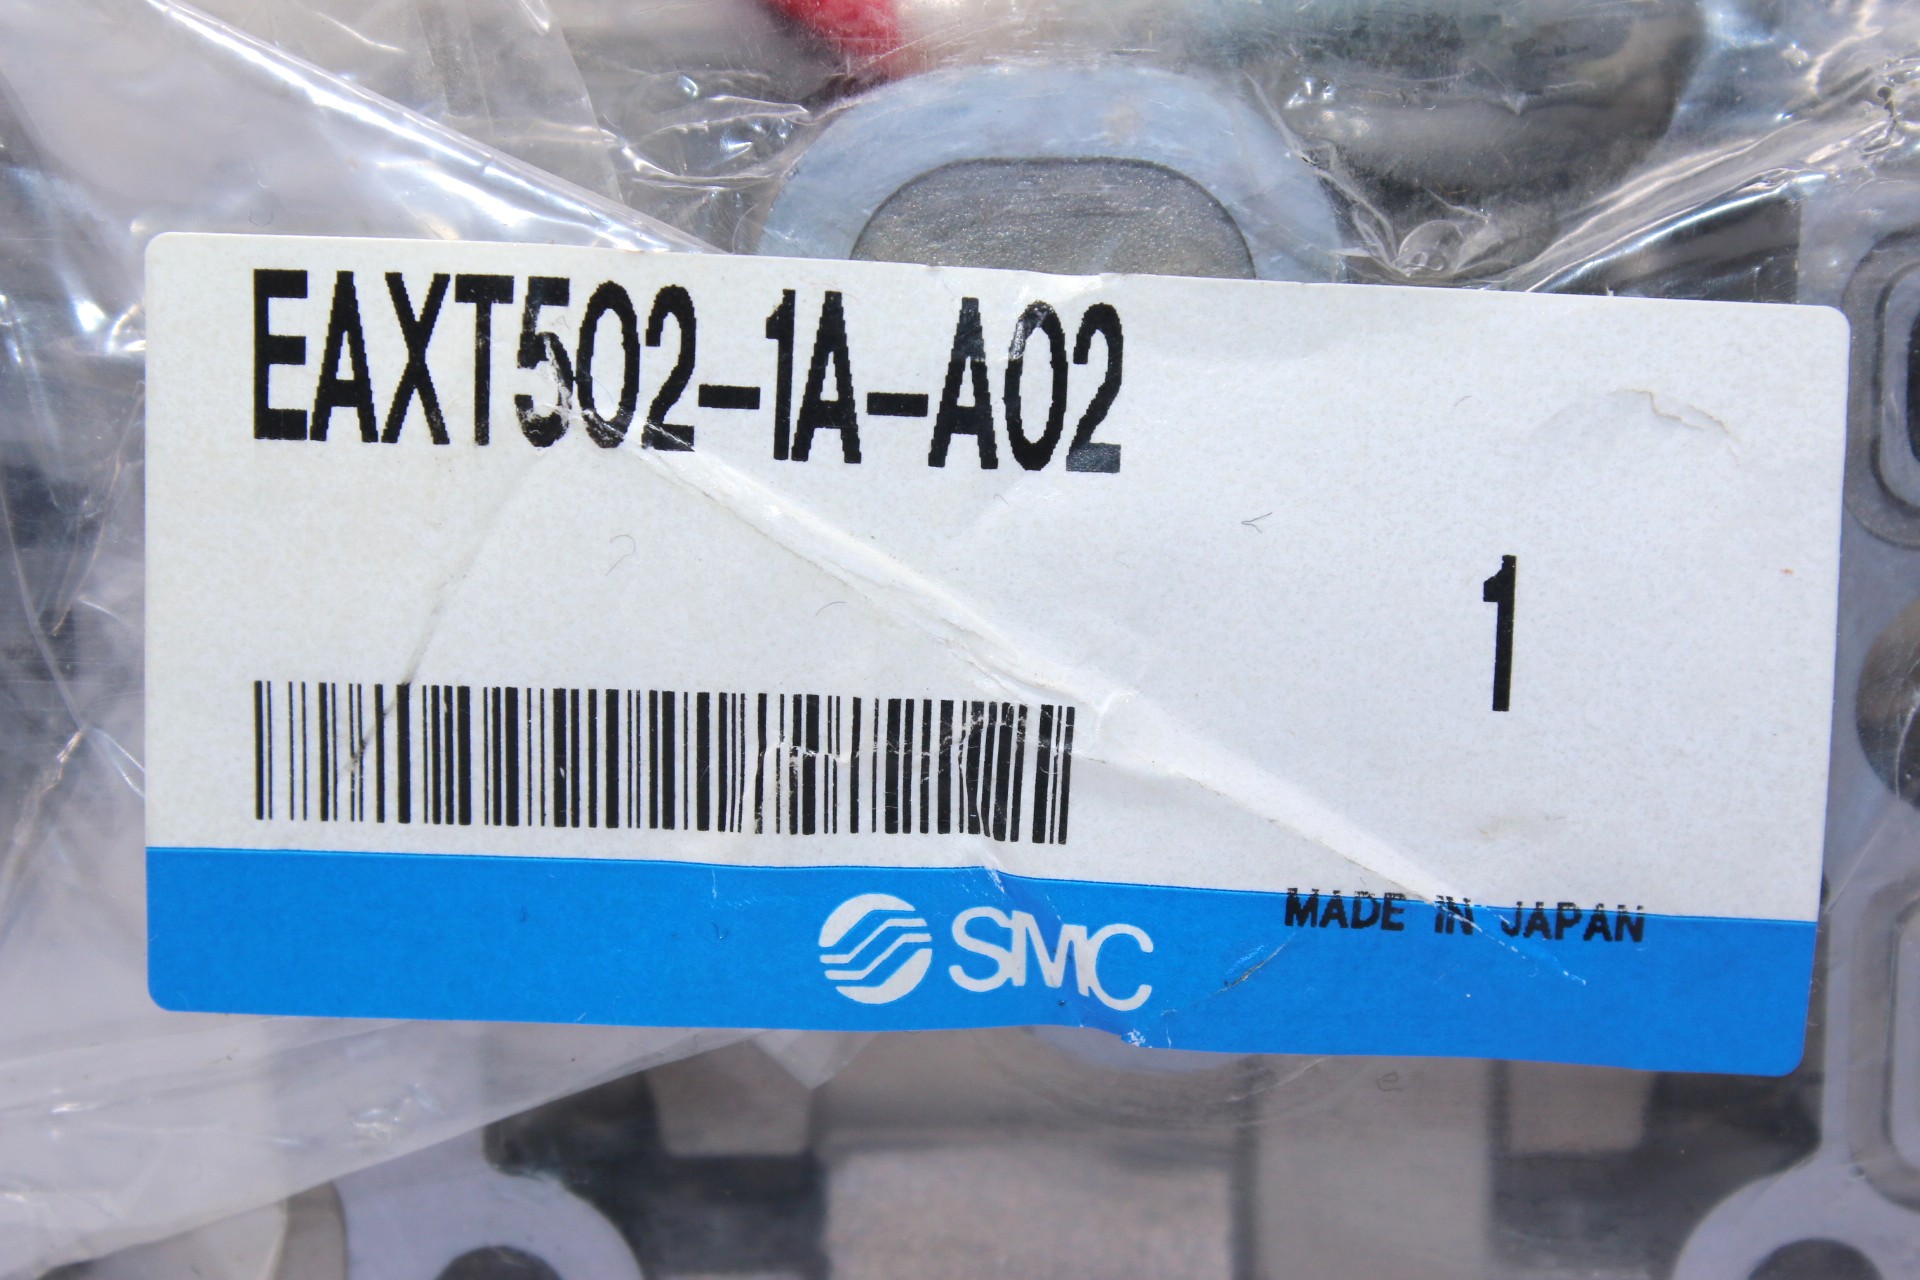 EAXT502-1A-A02
1
MADE IN JAPAN
SMC